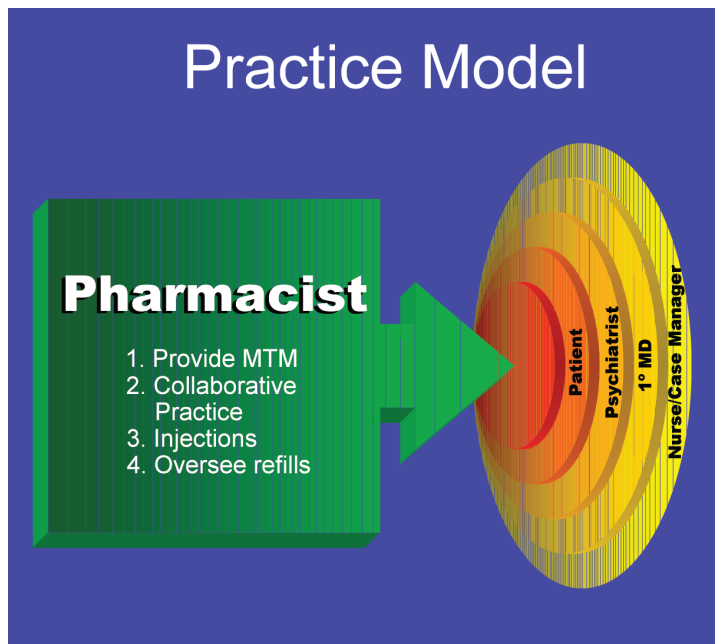 Practice Model
Pharmacist
1. Provide MTM
2. Collaborative
Practice
3. Injections
4. Oversee refills
Patient
Psychiatrist
1º MD
Nurse/Case Manager